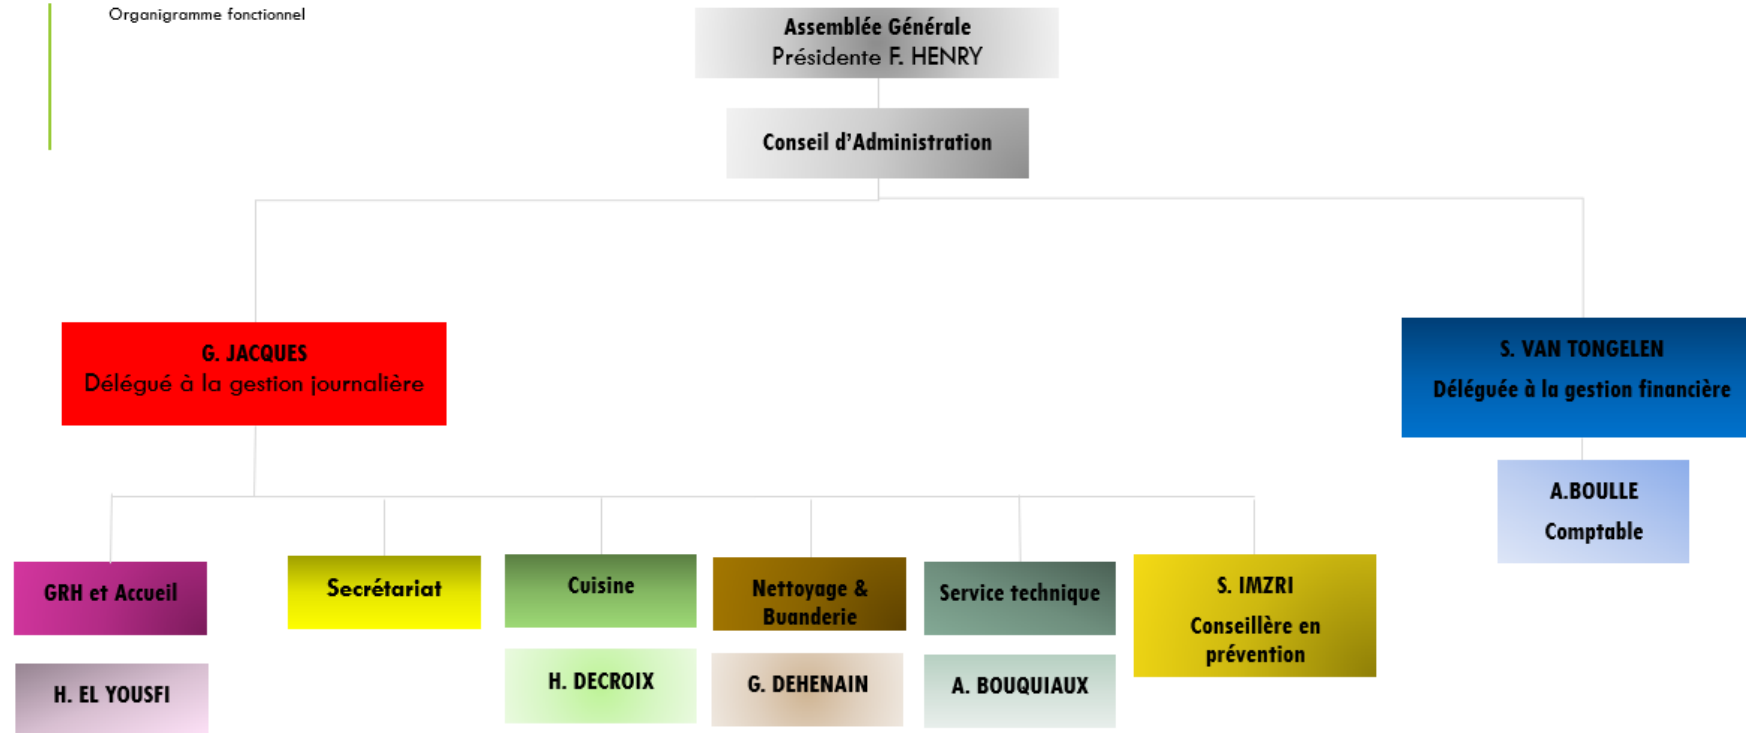 Organigramme fonctionnel
Assemblée Générale
Présidente F. HENRY
Conseil d'Administration
G. JACQUES
Délégué à la gestion journalière
S. VAN TONGELEN
Déléguée à la gestion financière
A.BOULLE
Comptable
GRH et Accueil
Secrétariat
Cuisine
Nettoyage &
Buanderie
Service technique
S. IMZRI
Conseillère en
prévention
H. EL YOUSFI
H. DECROIX
G. DEHENAIN
A. BOUQUIAUX